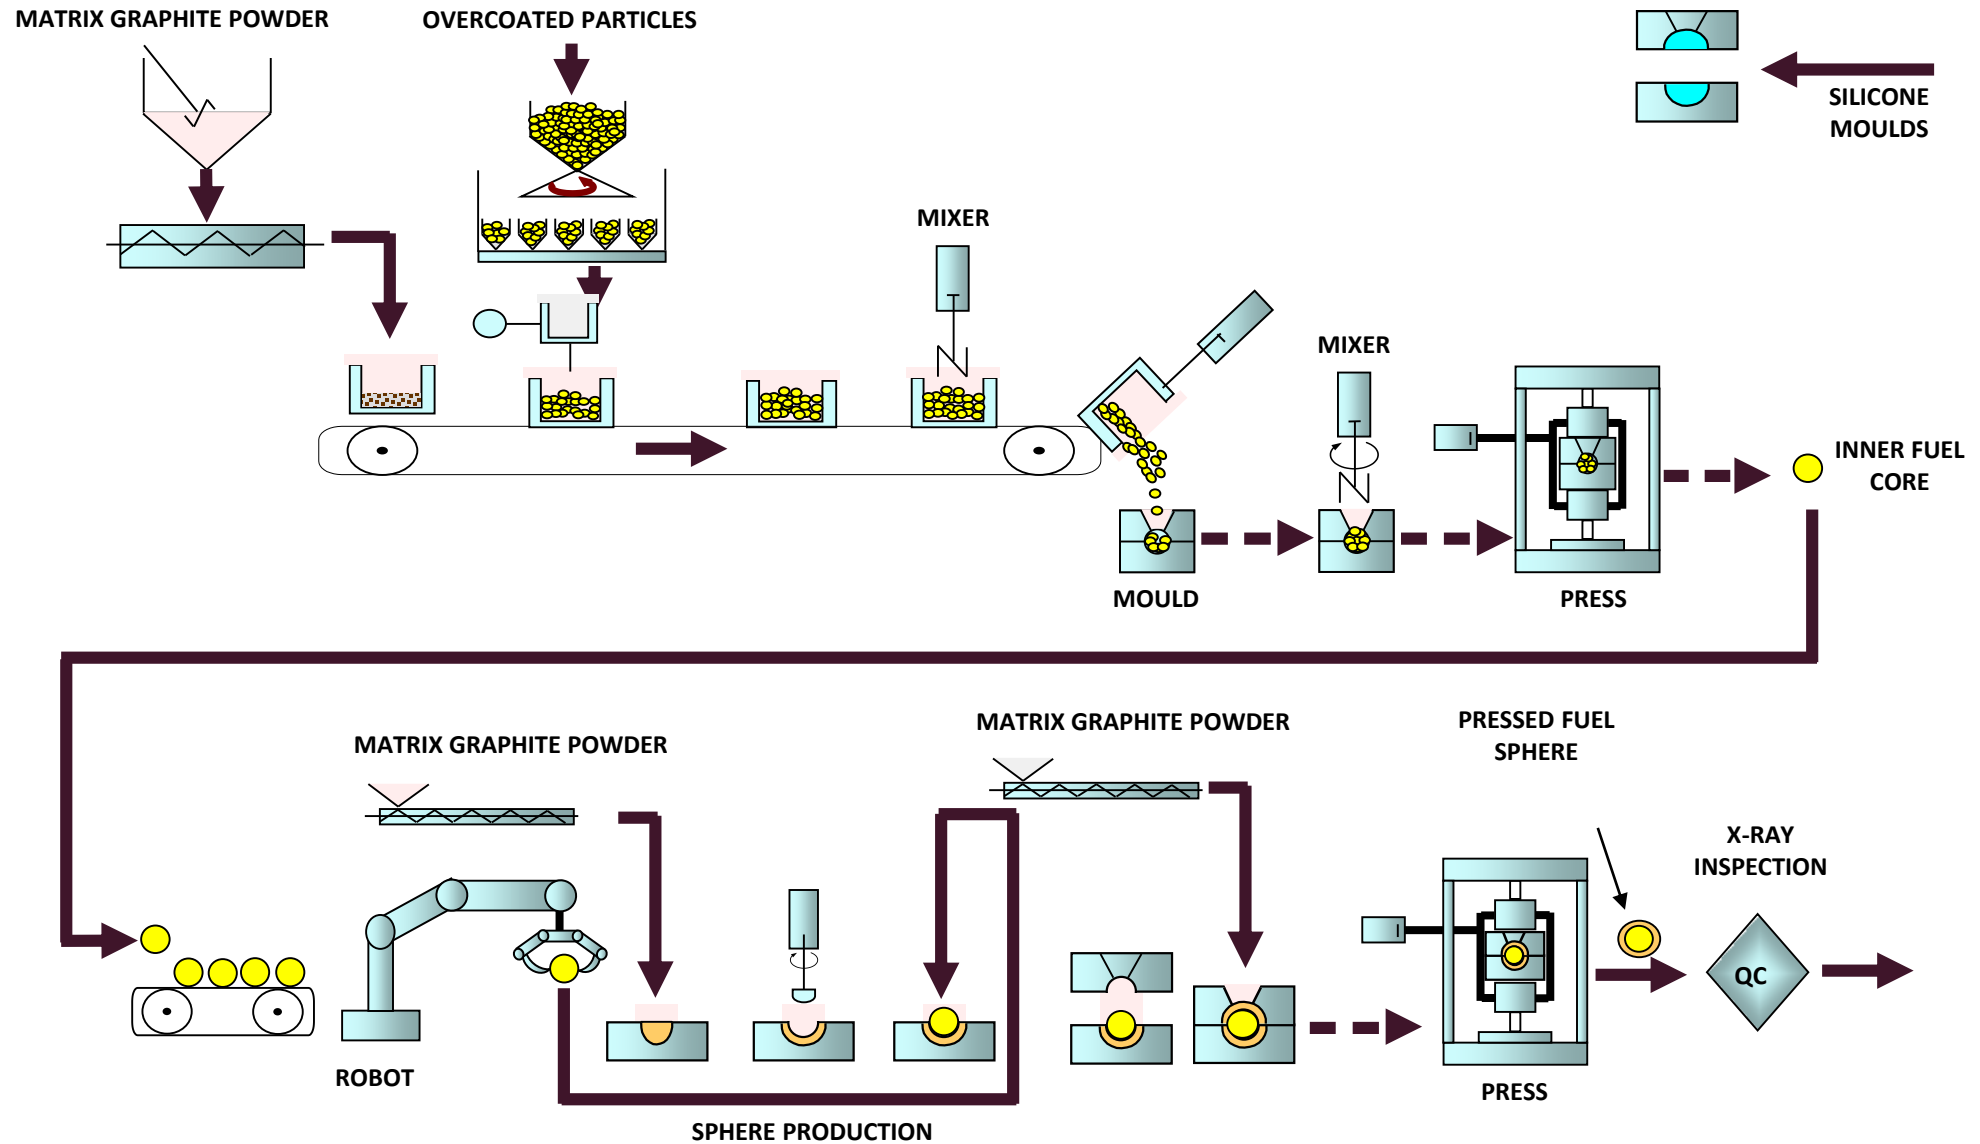 MATRIX GRAPHITE POWDER
OVERCOATED PARTICLES
SILICONE
MOULDS
MIXER
MIXER
INNER FUEL
CORE
MOULD
PRESS
MATRIX GRAPHITE POWDER
MATRIX GRAPHITE POWDER
PRESSED FUEL
SPHERE
X-RAY
INSPECTION
QC
ROBOT
PRESS
SPHERE PRODUCTION